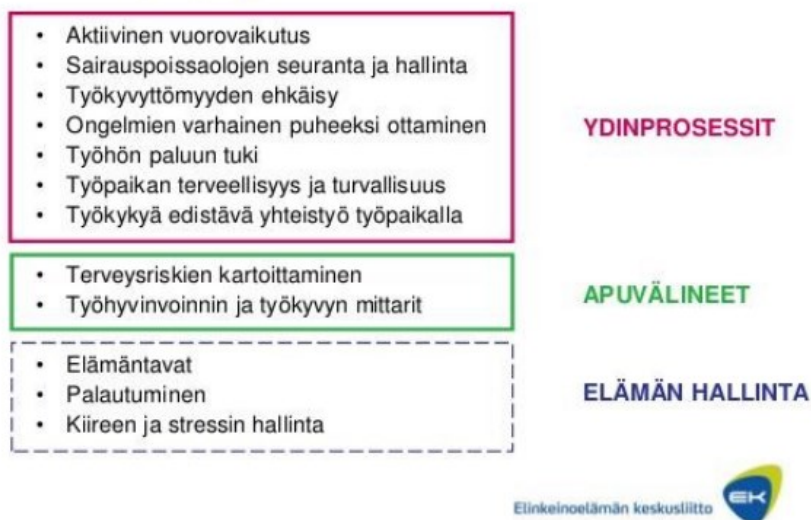 • Aktiivinen vuorovaikutus
• Sairauspoissaolojen seuranta ja hallinta
• Työkyvyttömyyden ehkäisy
• Ongelmien varhainen puheeksi ottaminen
• Työhön paluun tuki
• Työpaikan terveellisyys ja turvallisuus
• Työkykyä edistävä yhteistyö työpaikalla
YDINPROSESSIT
• Terveysriskien kartoittaminen
• Työhyvinvoinnin ja työkyvyn mittarit
APUVÄLINEET
• Elämäntavat
• Palautuminen
• Kiireen ja stressin hallinta
ELÄMÄN HALLINTA
Elinkeinoelämän keskusliitto
EK